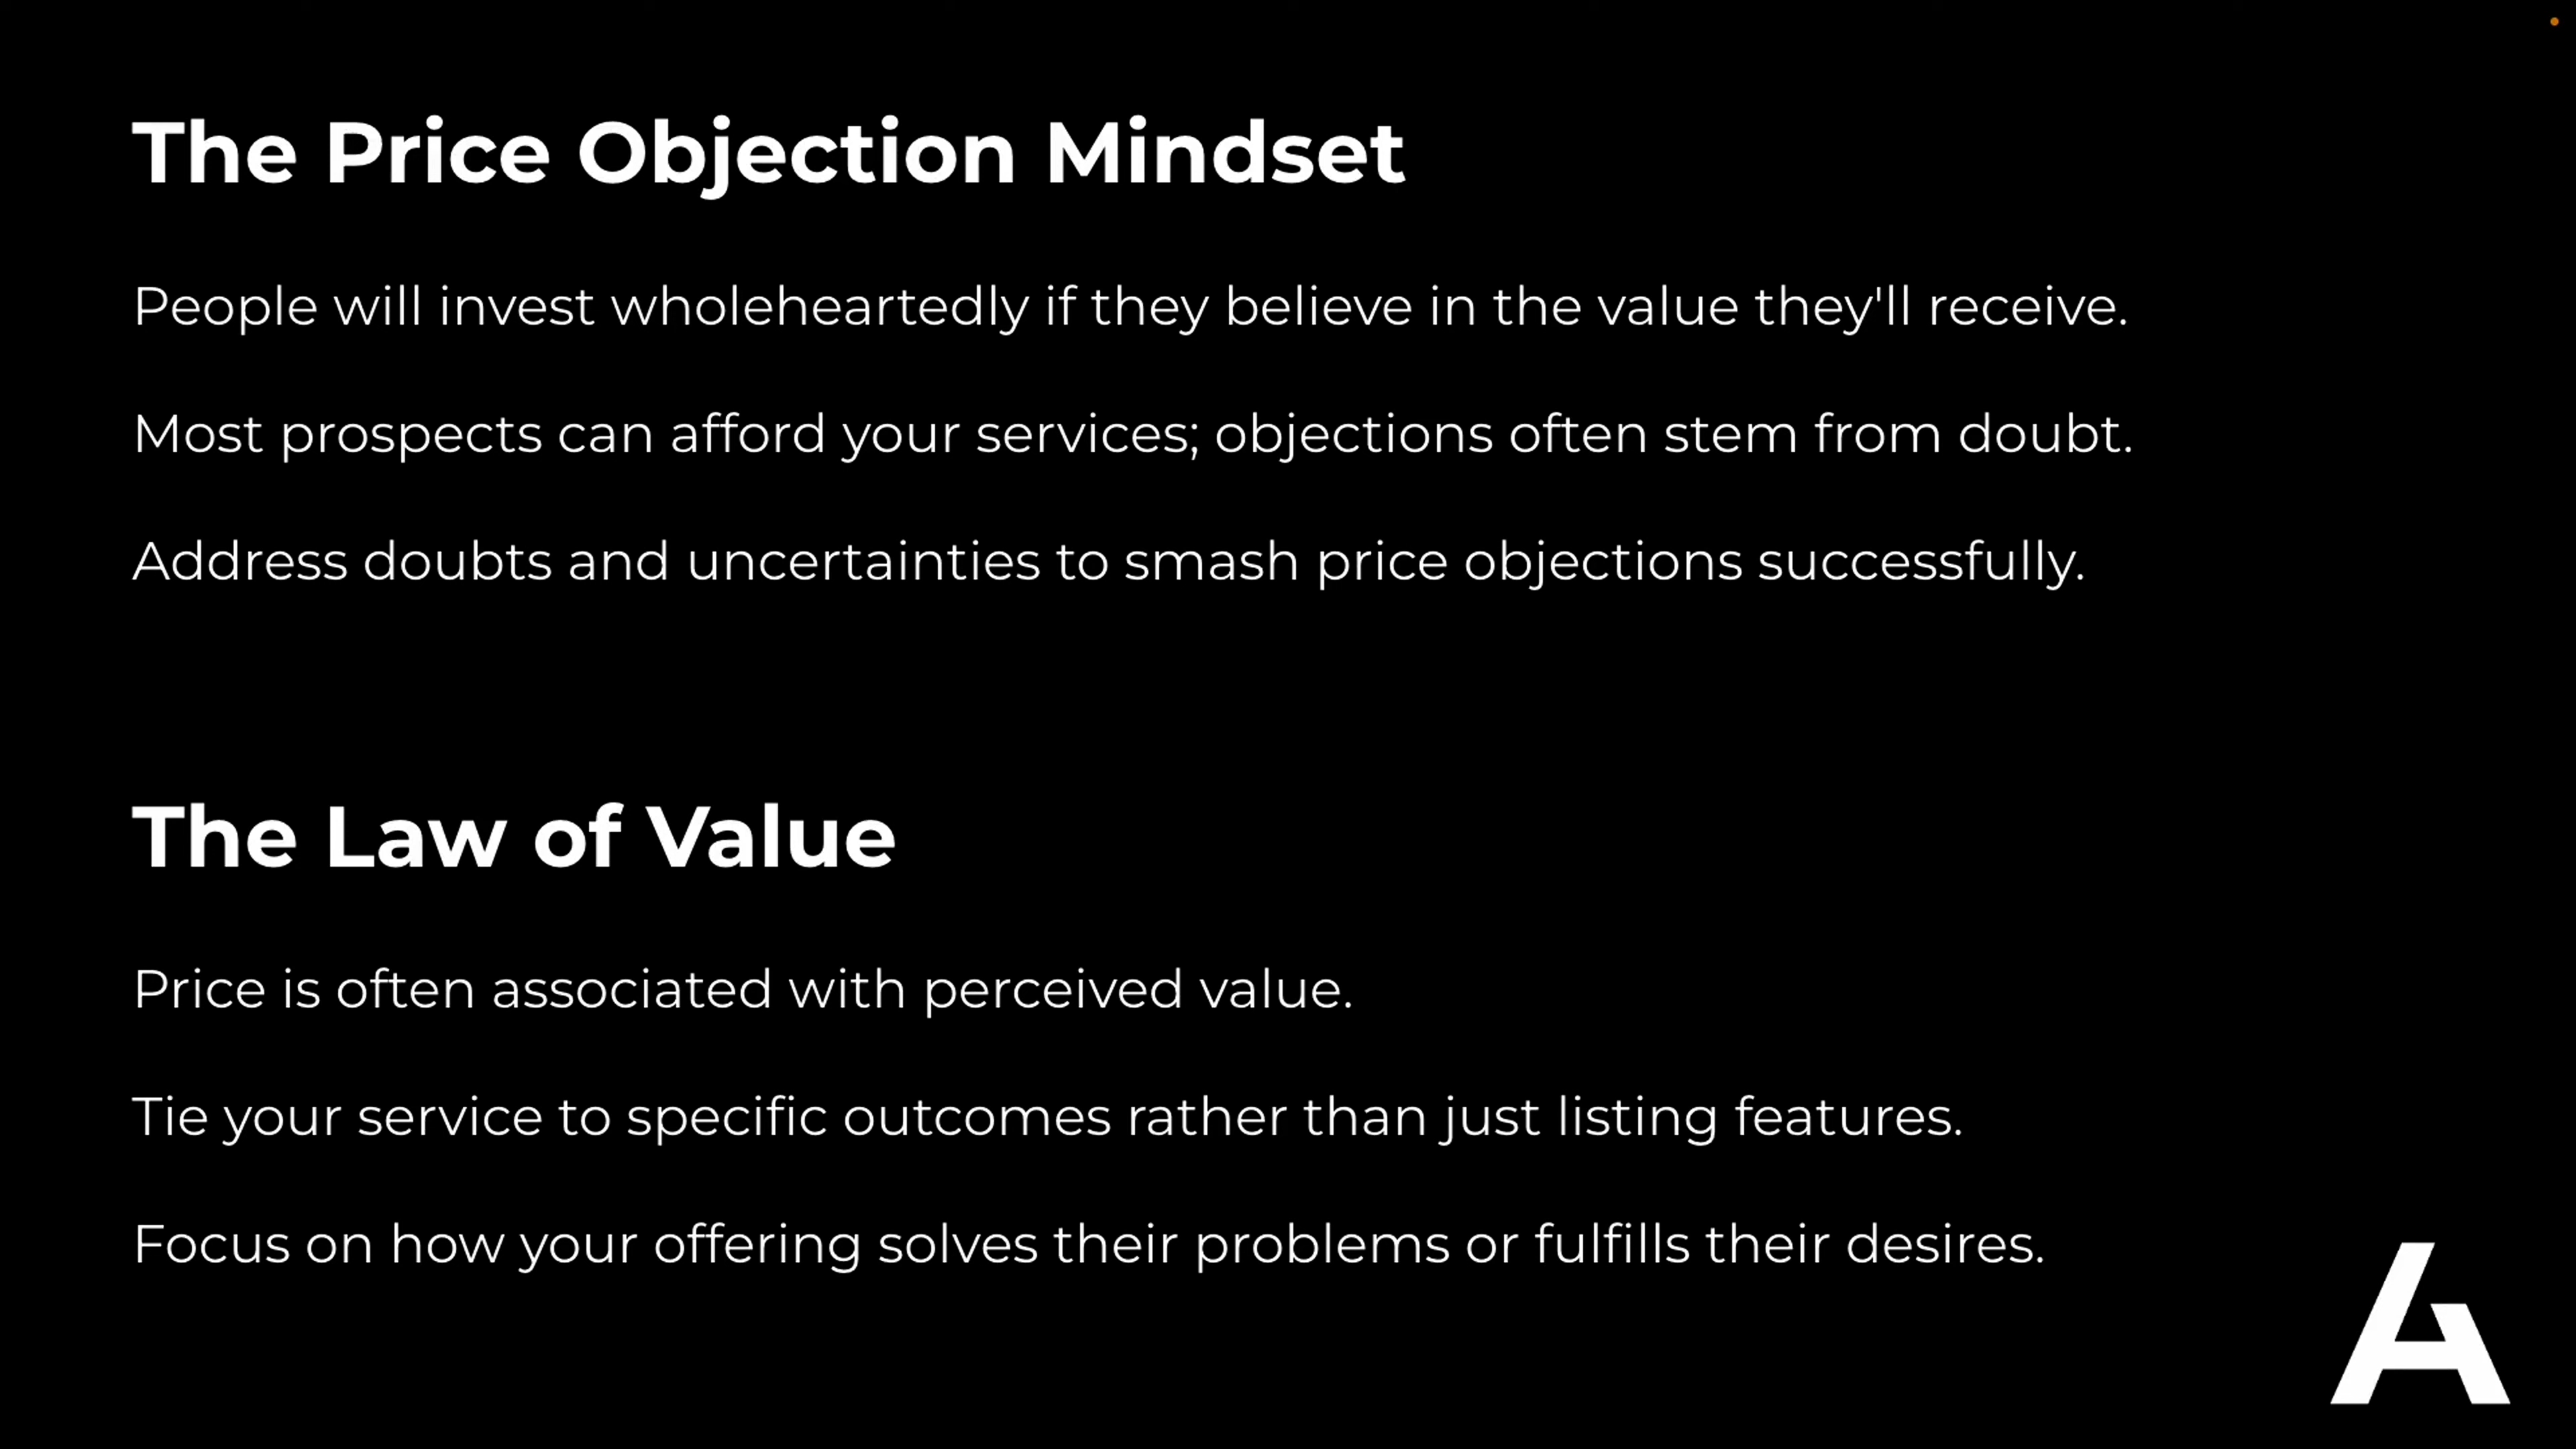 The Price Objection Mindset
People will invest wholeheartedly if they believe in the value they'll receive.
Most prospects can afford your services; objections often stem from doubt.
Address doubts and uncertainties to smash price objections successfully.
The Law of Value
Price is often associated with perceived value.
Tie your service to specific outcomes rather than just listing features.
Focus on how your offering solves their problems or fulfills their desires.